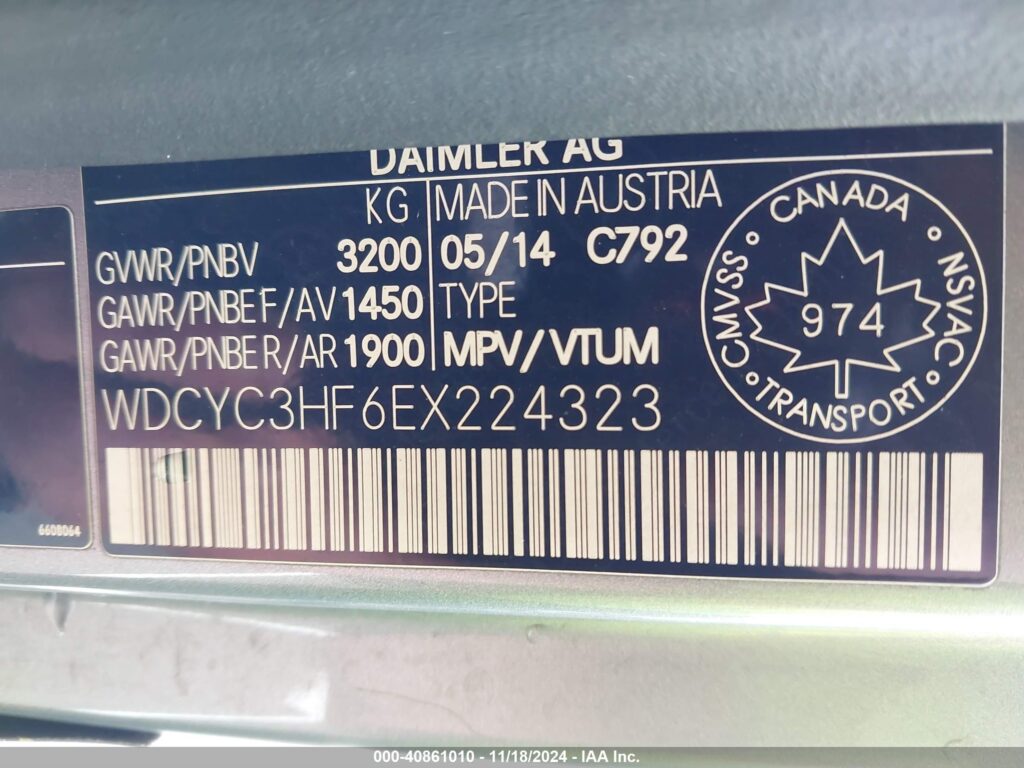 DAIMLER AG
KG MADE IN AUSTRIA
GVWR/PNBV 3200 05/14 C792
GAWR/PNBE F/AV 1450 TYPE
GAWR/PNBE R/AR 1900 MPV/VTUM
WDCYC3HF6EX224323
CANADA
CMVSS NSVAC
974
TRANSPORT
660B064
000-40861010 - 11/18/2024 - IAA Inc.